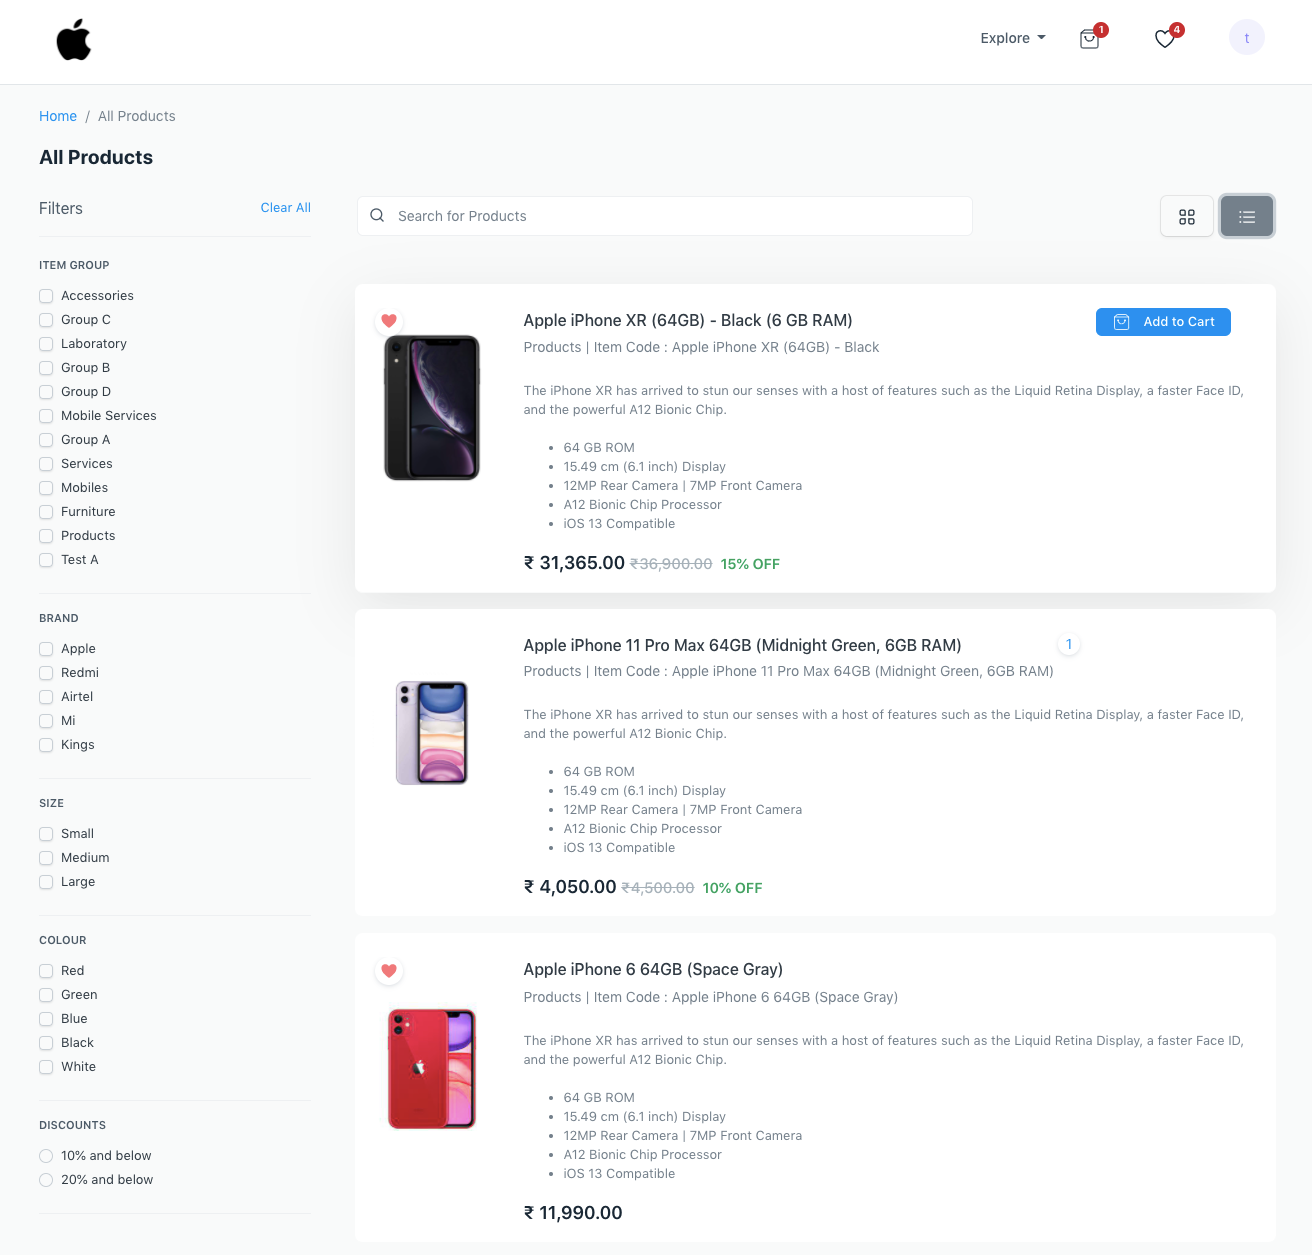 Explore
1
4
t
Home / All Products
All Products
Filters
Clear All
Search for Products
ITEM GROUP
Accessories
Group C
Laboratory
Group B
Group D
Mobile Services
Group A
Services
Mobiles
Furniture
Products
Test A
BRAND
Apple
Redmi
Airtel
Mi
Kings
SIZE
Small
Medium
Large
COLOUR
Red
Green
Blue
Black
White
DISCOUNTS
10% and below
20% and below
Apple iPhone XR (64GB) - Black (6 GB RAM)
Add to Cart
Products | Item Code : Apple iPhone XR (64GB) - Black
The iPhone XR has arrived to stun our senses with a host of features such as the Liquid Retina Display, a faster Face ID,
and the powerful A12 Bionic Chip.
• 64 GB ROM
• 15.49 cm (6.1 inch) Display
• 12MP Rear Camera | 7MP Front Camera
• A12 Bionic Chip Processor
• iOS 13 Compatible
₹ 31,365.00 ₹36,900.00 15% OFF
Apple iPhone 11 Pro Max 64GB (Midnight Green, 6GB RAM)
1
Products | Item Code : Apple iPhone 11 Pro Max 64GB (Midnight Green, 6GB RAM)
The iPhone XR has arrived to stun our senses with a host of features such as the Liquid Retina Display, a faster Face ID,
and the powerful A12 Bionic Chip.
• 64 GB ROM
• 15.49 cm (6.1 inch) Display
• 12MP Rear Camera | 7MP Front Camera
• A12 Bionic Chip Processor
• iOS 13 Compatible
₹ 4,050.00 ₹4,500.00 10% OFF
Apple iPhone 6 64GB (Space Gray)
Products | Item Code : Apple iPhone 6 64GB (Space Gray)
The iPhone XR has arrived to stun our senses with a host of features such as the Liquid Retina Display, a faster Face ID,
and the powerful A12 Bionic Chip.
• 64 GB ROM
• 15.49 cm (6.1 inch) Display
• 12MP Rear Camera | 7MP Front Camera
• A12 Bionic Chip Processor
• iOS 13 Compatible
₹ 11,990.00